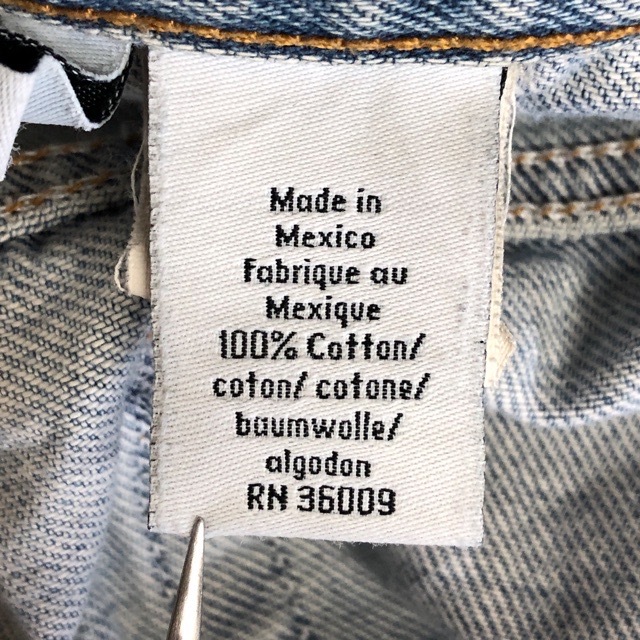 Made in
Mexico
Fabrique au
Mexique
100% Cotton/
coton/ cotone/
baumwolle/
algodon
RN 36009